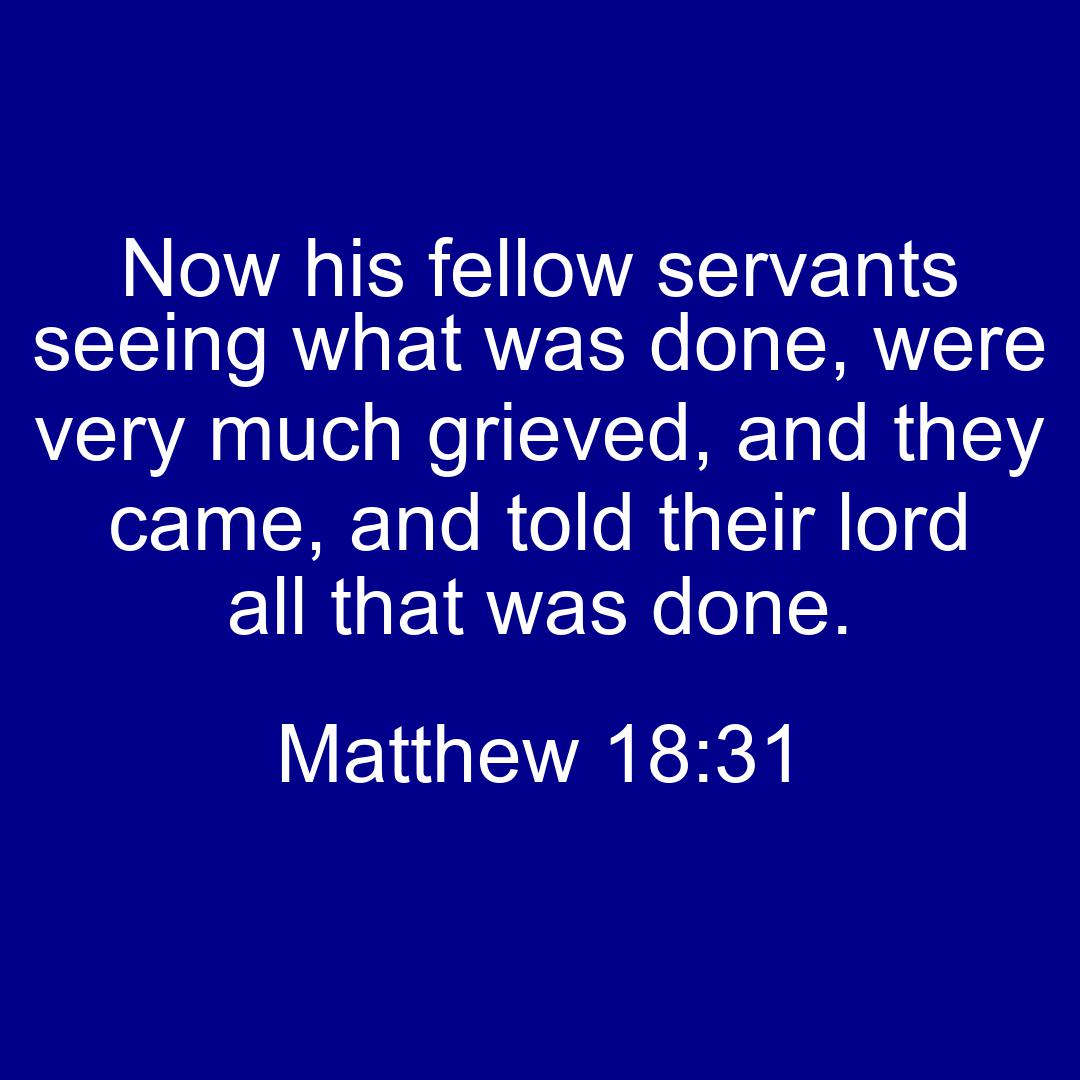 Now his fellow servants
seeing what was done, were
very much grieved, and they
came, and told their lord
all that was done.
Matthew 18:31